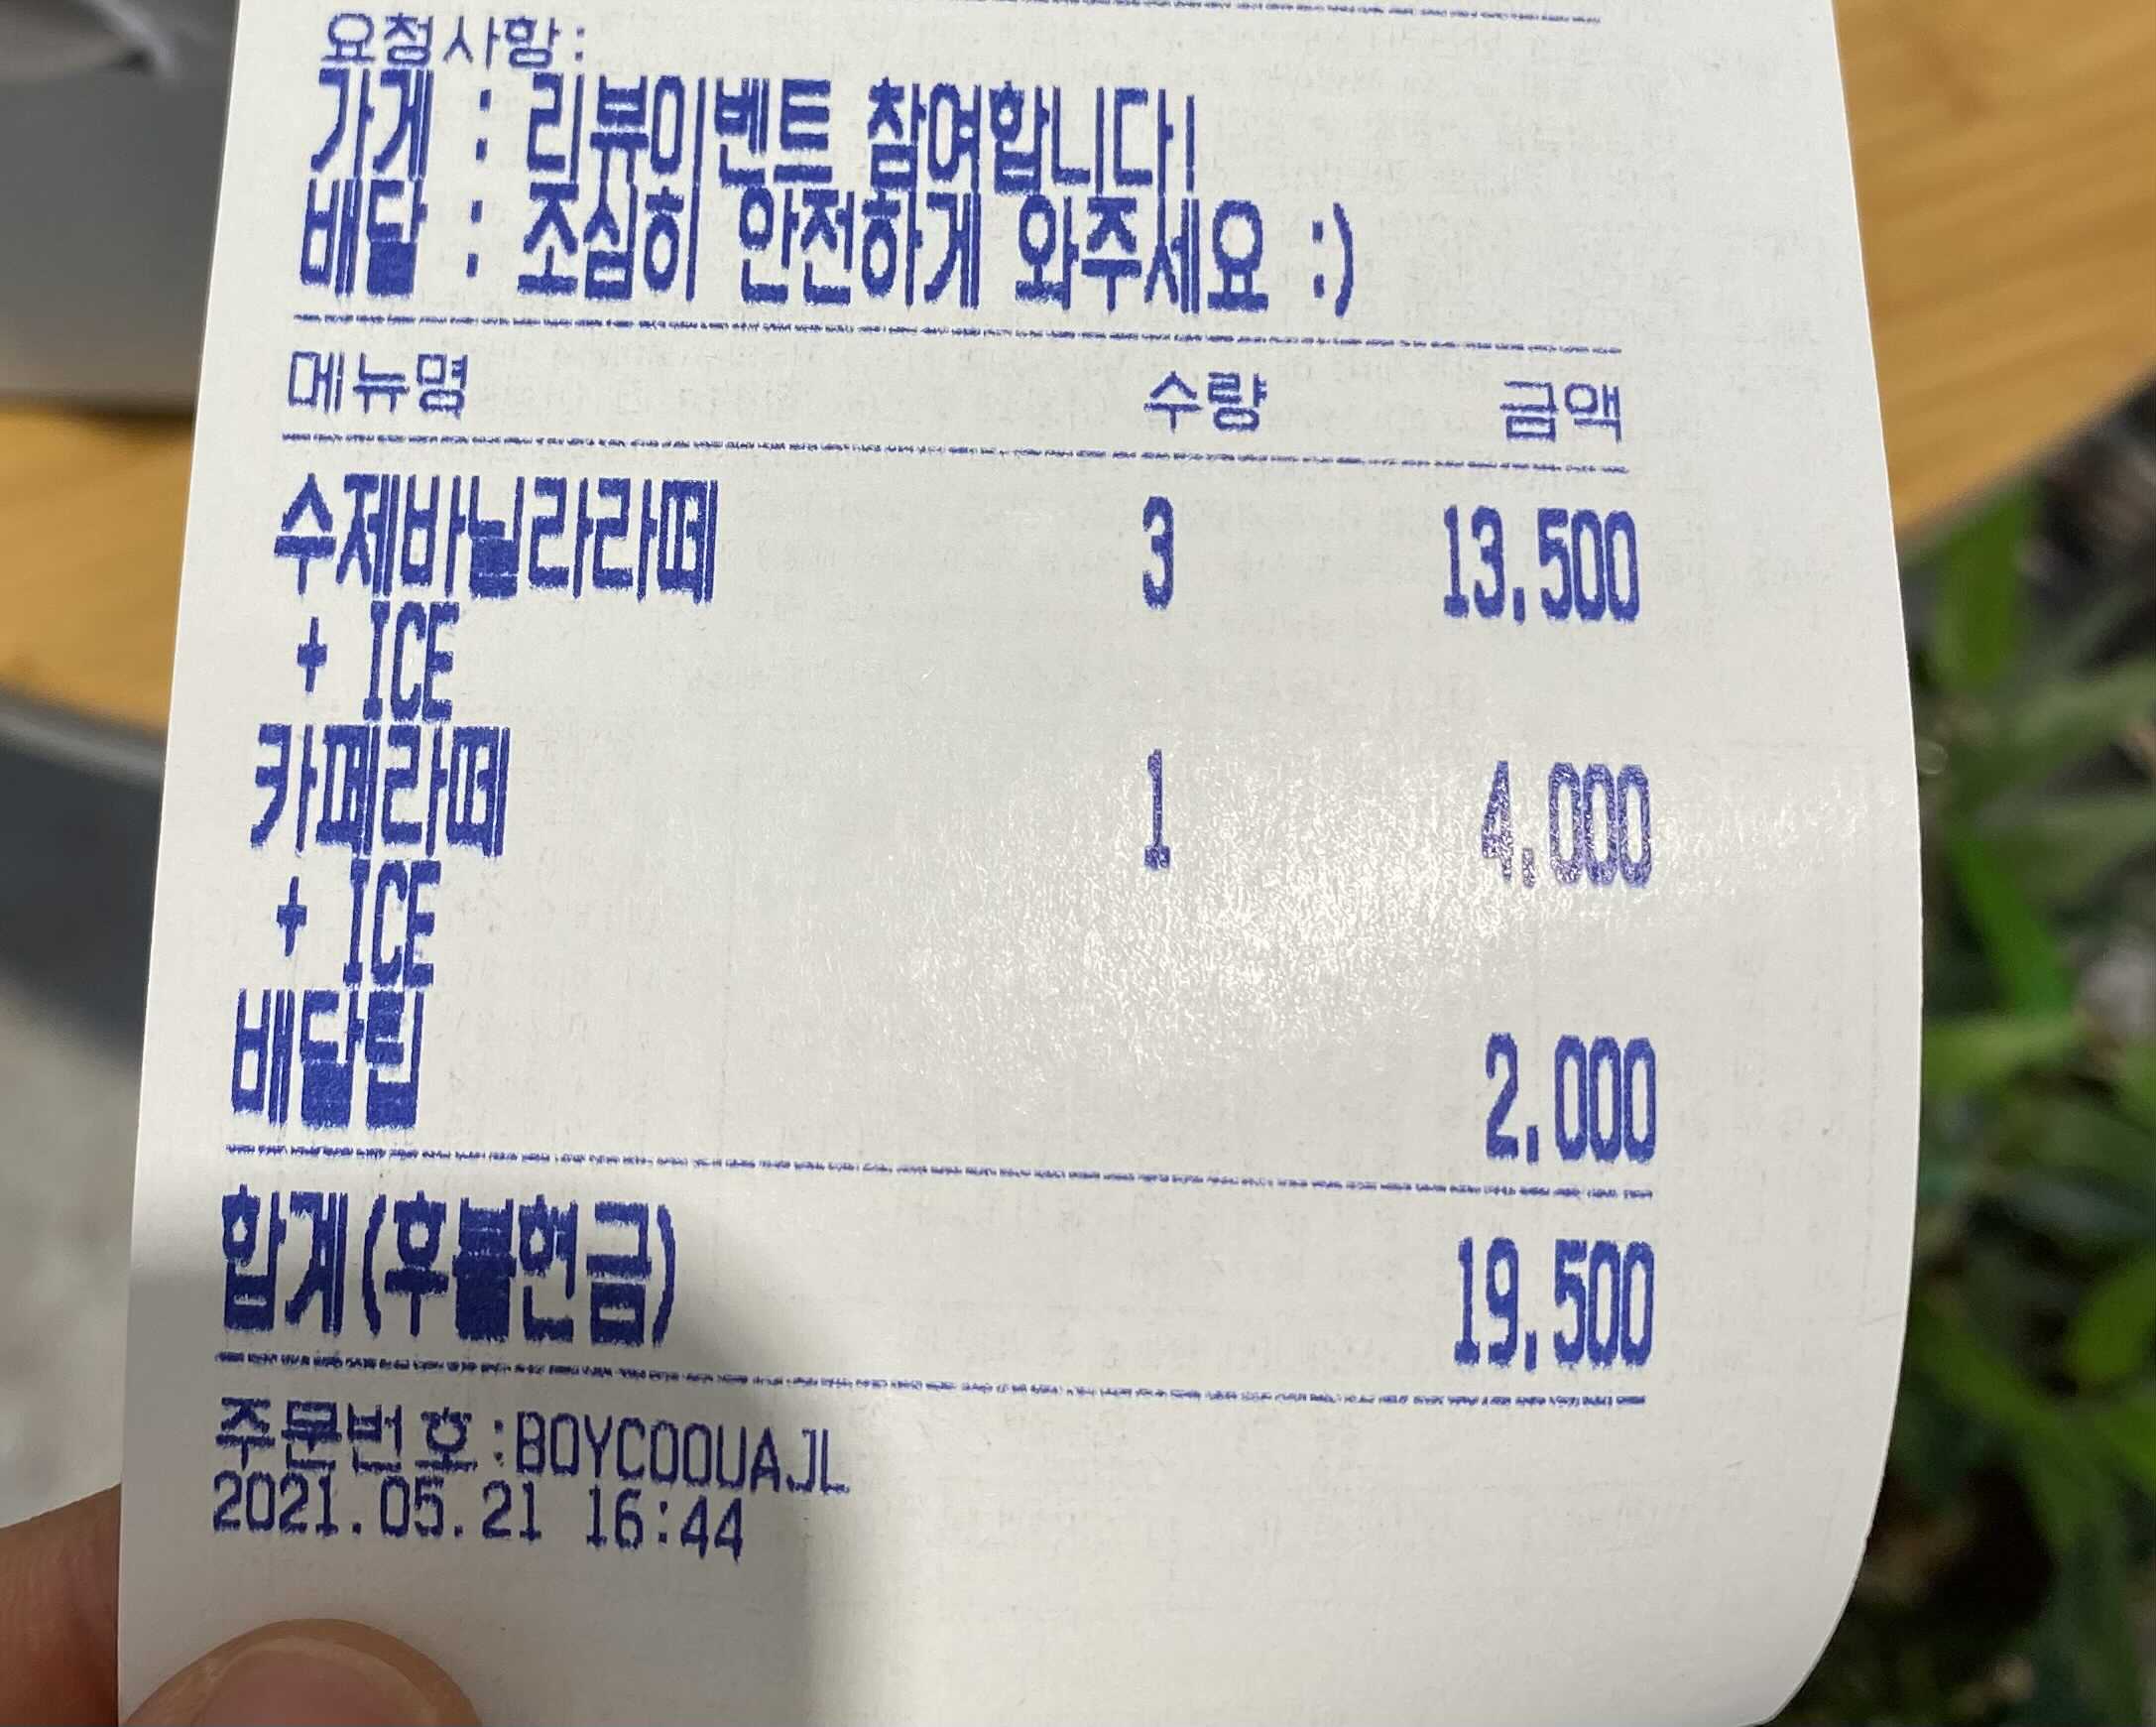 요청사항:
가게 : 리뷰이벤트 참여합니다!
배달 : 조심히 안전하게 와주세요 :)
메뉴명 수량 금액
수제바닐라라떼 3 13,500
+ ICE
카페라떼 1 4,000
+ ICE
배달팁 2,000
합계(후불현금) 19,500
주문번호:B0YC00UAJL
2021.05.21 16:44